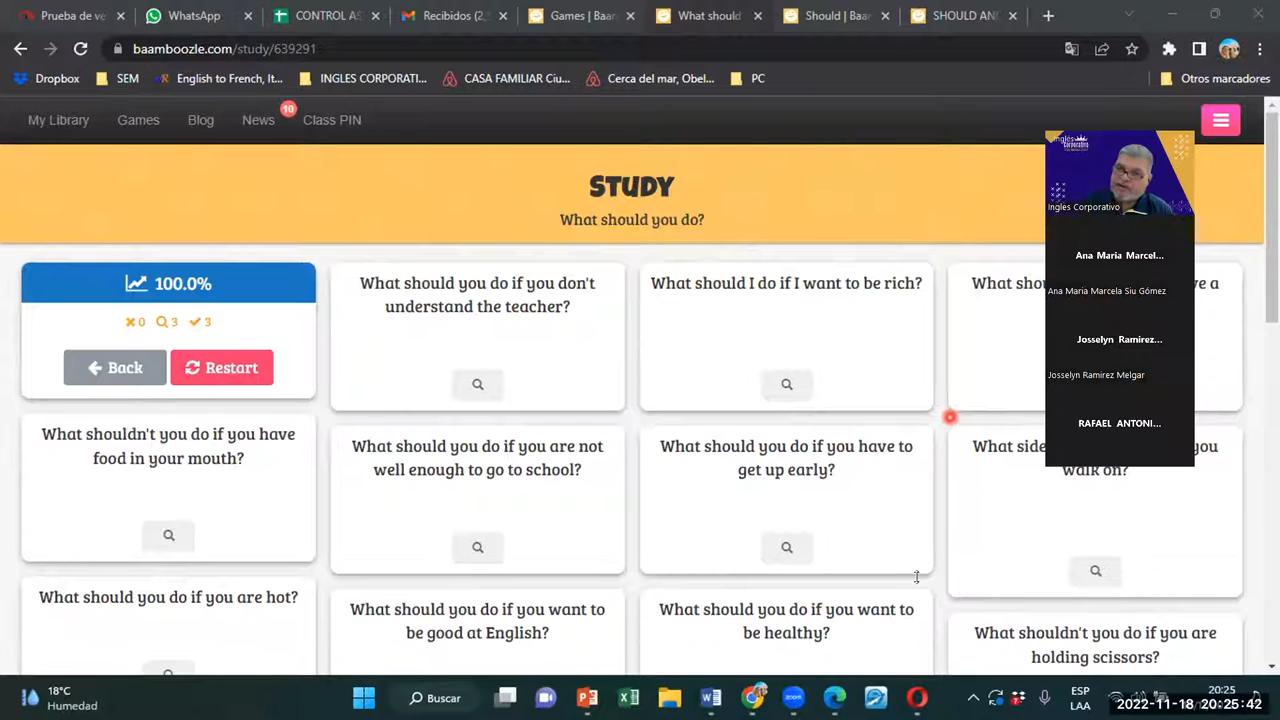 Prueba de ve
WhatsApp
CONTROL AS
Recibidos (2,
Games | Baan
What should
Should | Baar
SHOULD AN
baamboozle.com/study/639291
Dropbox
SEM
English to French, It...
INGLES CORPORATI...
CASA FAMILIAR Ciu...
Cerca del mar, Obel...
PC
Otros marcadores
My Library
Games
Blog
News
10
Class PIN
STUDY
What should you do?
Inglés
Corporativo
Ingles Corporativo
Ana Maria Marcel...
Ana Maria Marcela Siu Gómez
Josselyn Ramirez...
Josselyn Ramirez Melgar
RAFAEL ANTONI...
100.0%
0
3
3
Back
Restart
What should you do if you don't
understand the teacher?
What should I do if I want to be rich?
What shou
ve a
What shouldn't you do if you have
food in your mouth?
What should you do if you are not
well enough to go to school?
What should you do if you have to
get up early?
What side
you
walk on?
What should you do if you are hot?
What should you do if you want to
be good at English?
What should you do if you want to
be healthy?
What shouldn't you do if you are
holding scissors?
18°C
Humedad
Buscar
ESP
LAA
20:25
2022-11-18 20:25:42